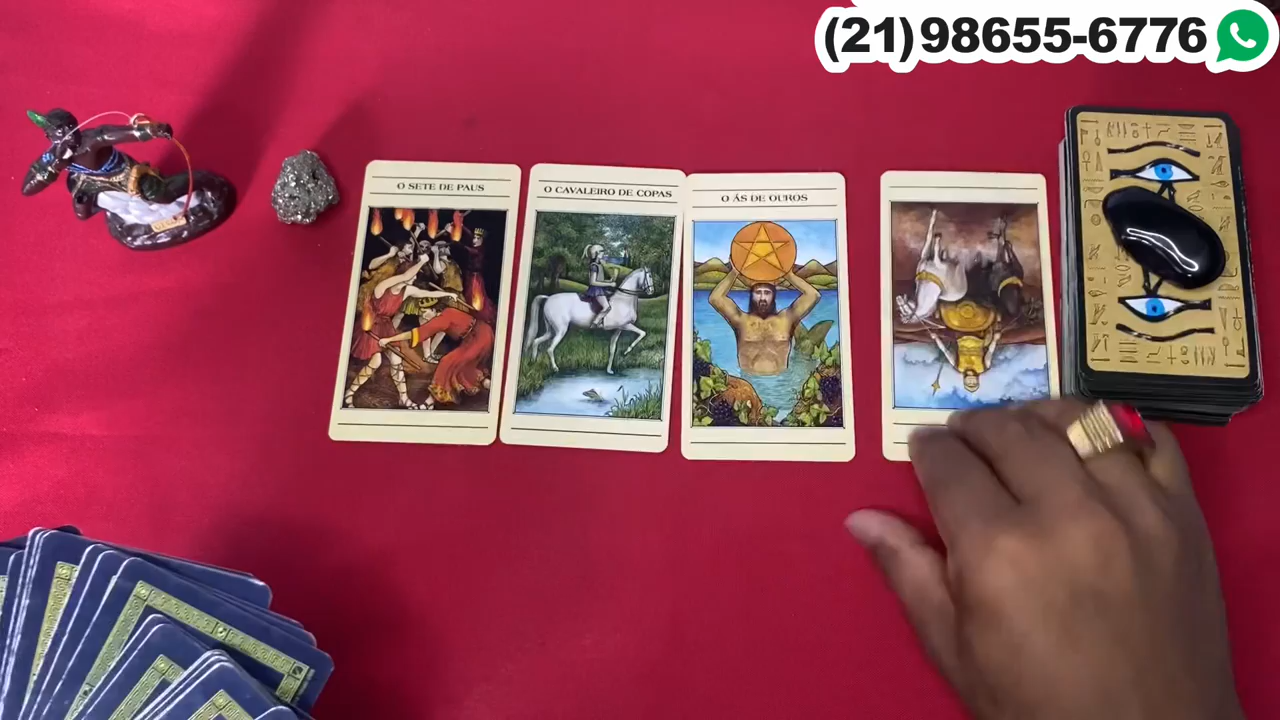 (21)98655-6776
O SETE DE PAUS
O CAVALEIRO DE COPAS
O ÁS DE OUROS